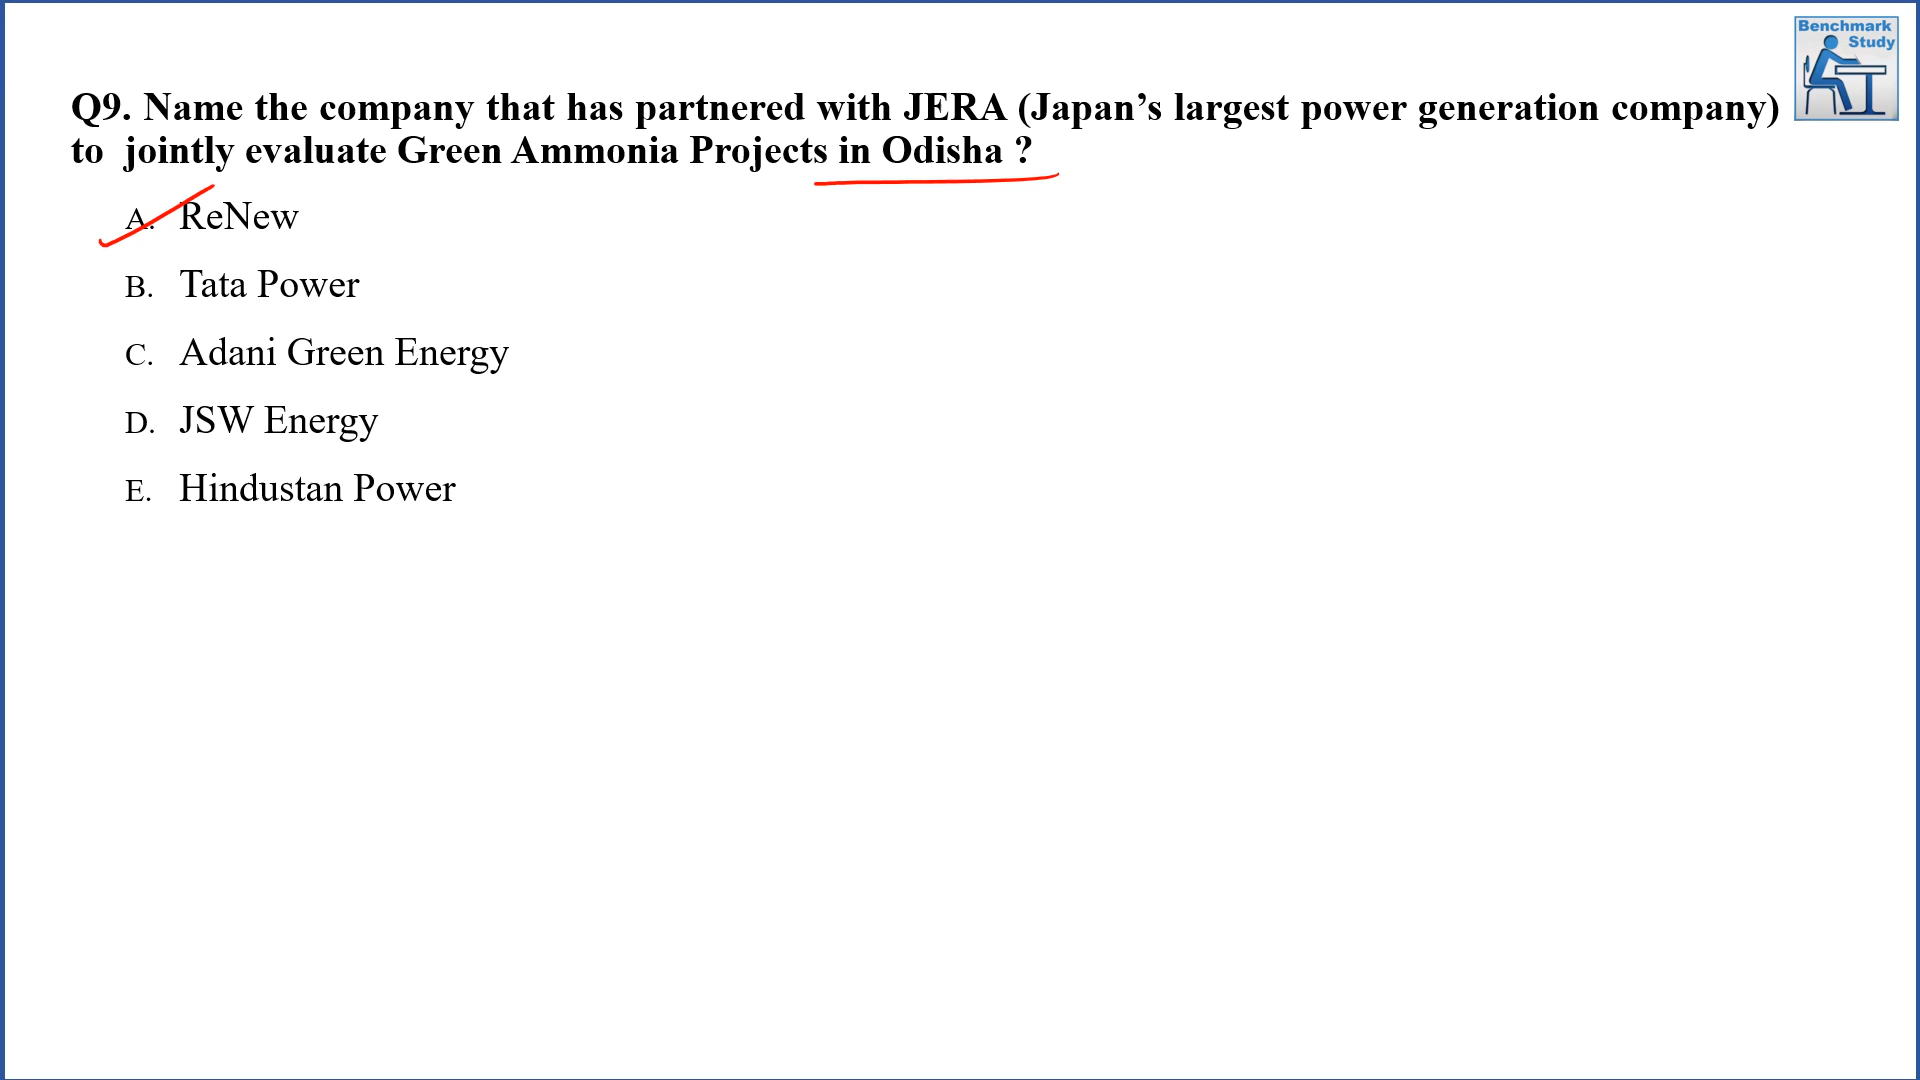 Benchmark
Study
Q9. Name the company that has partnered with JERA (Japan’s largest power generation company)
to jointly evaluate Green Ammonia Projects in Odisha ?
A. ReNew
B. Tata Power
C. Adani Green Energy
D. JSW Energy
E. Hindustan Power